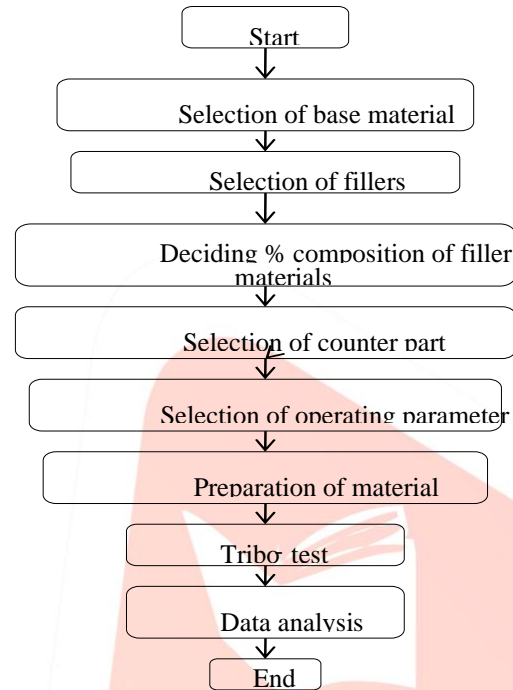 Start
Selection of base material
Selection of fillers
Deciding % composition of filler
materials
Selection of counter part
Selection of operating parameter
Preparation of material
Tribo test
Data analysis
End